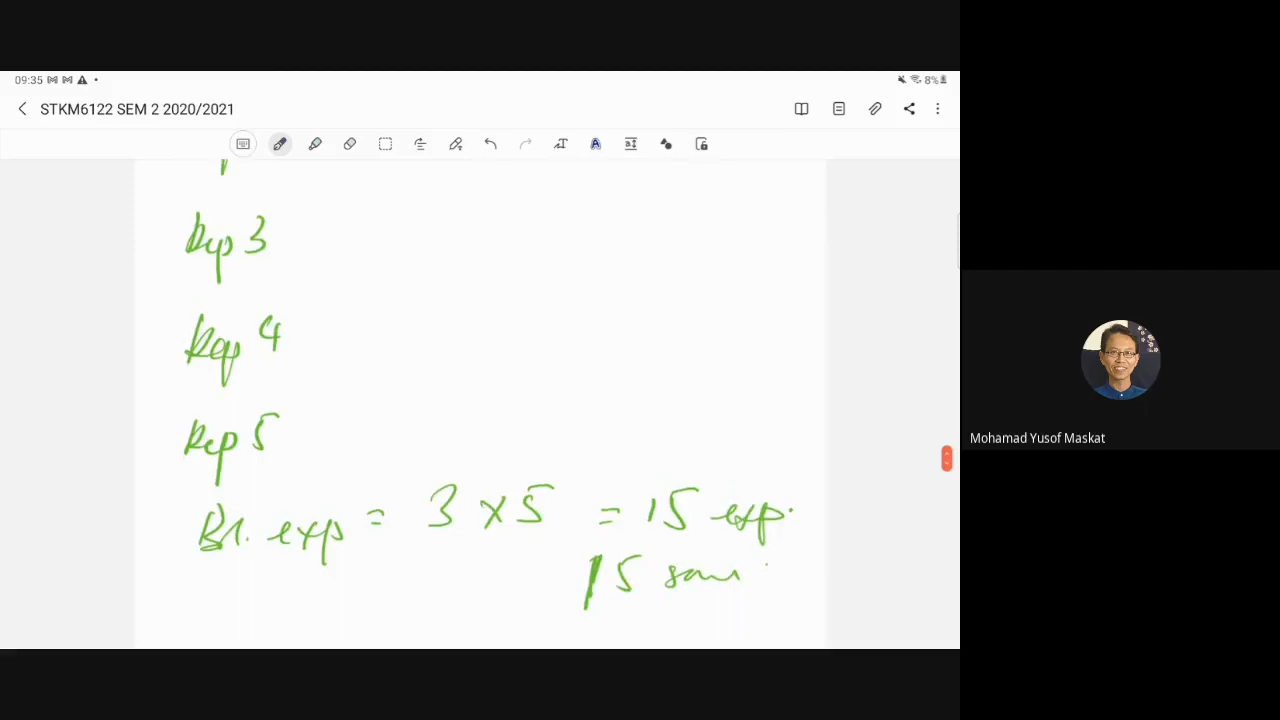 09:35
8%
STKM6122 SEM 2 2020/2021
Rep 3
Rep 4
Rep 5
exp = 3 x 5 = 15 exp.
15 sam
Mohamad Yusof Maskat